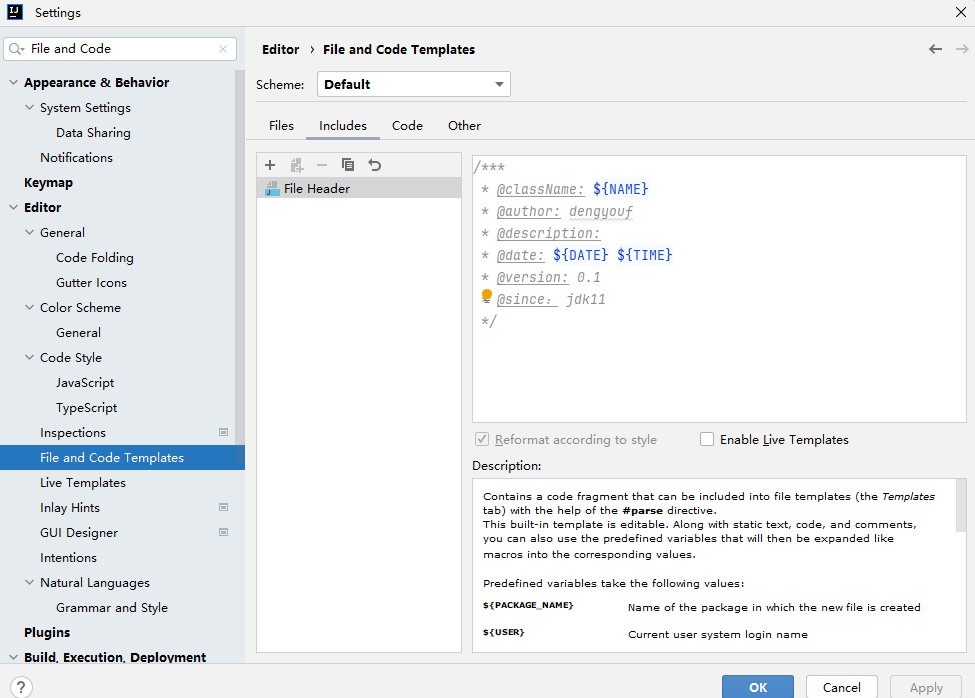 Settings
File and Code
Appearance & Behavior
System Settings
Data Sharing
Notifications
Keymap
Editor
General
Code Folding
Gutter Icons
Color Scheme
General
Code Style
JavaScript
TypeScript
Inspections
File and Code Templates
Live Templates
Inlay Hints
GUI Designer
Intentions
Natural Languages
Grammar and Style
Plugins
Build, Execution, Deployment
?
Editor › File and Code Templates
Scheme: Default
Files Includes Code Other
File Header
/***
* @className: ${NAME}
* @author: dengyouf
* @description:
* @date: ${DATE} ${TIME}
* @version: 0.1
@since： jdk11
*/
Reformat according to style
Enable Live Templates
Description:
Contains a code fragment that can be included into file templates (the Templates
tab) with the help of the #parse directive.
This built-in template is editable. Along with static text, code, and comments,
you can also use the predefined variables that will then be expanded like
macros into the corresponding values.
Predefined variables take the following values:
${PACKAGE_NAME} Name of the package in which the new file is created
${USER} Current user system login name
OK Cancel Apply